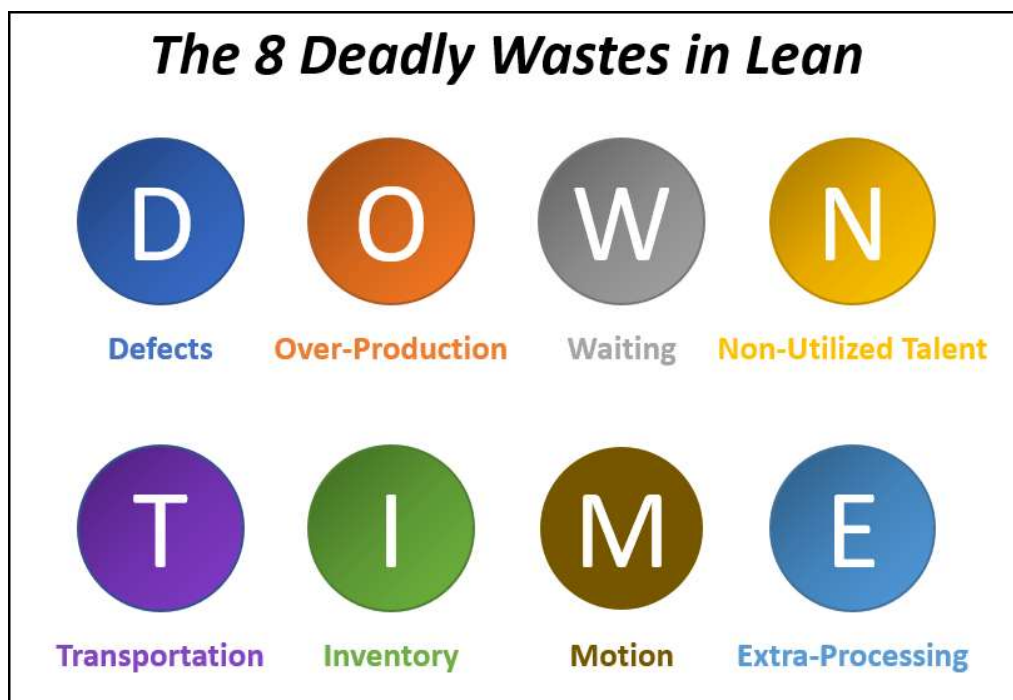 The 8 Deadly Wastes in Lean
D O W N
Defects Over-Production Waiting Non-Utilized Talent
T I M E
Transportation Inventory Motion Extra-Processing